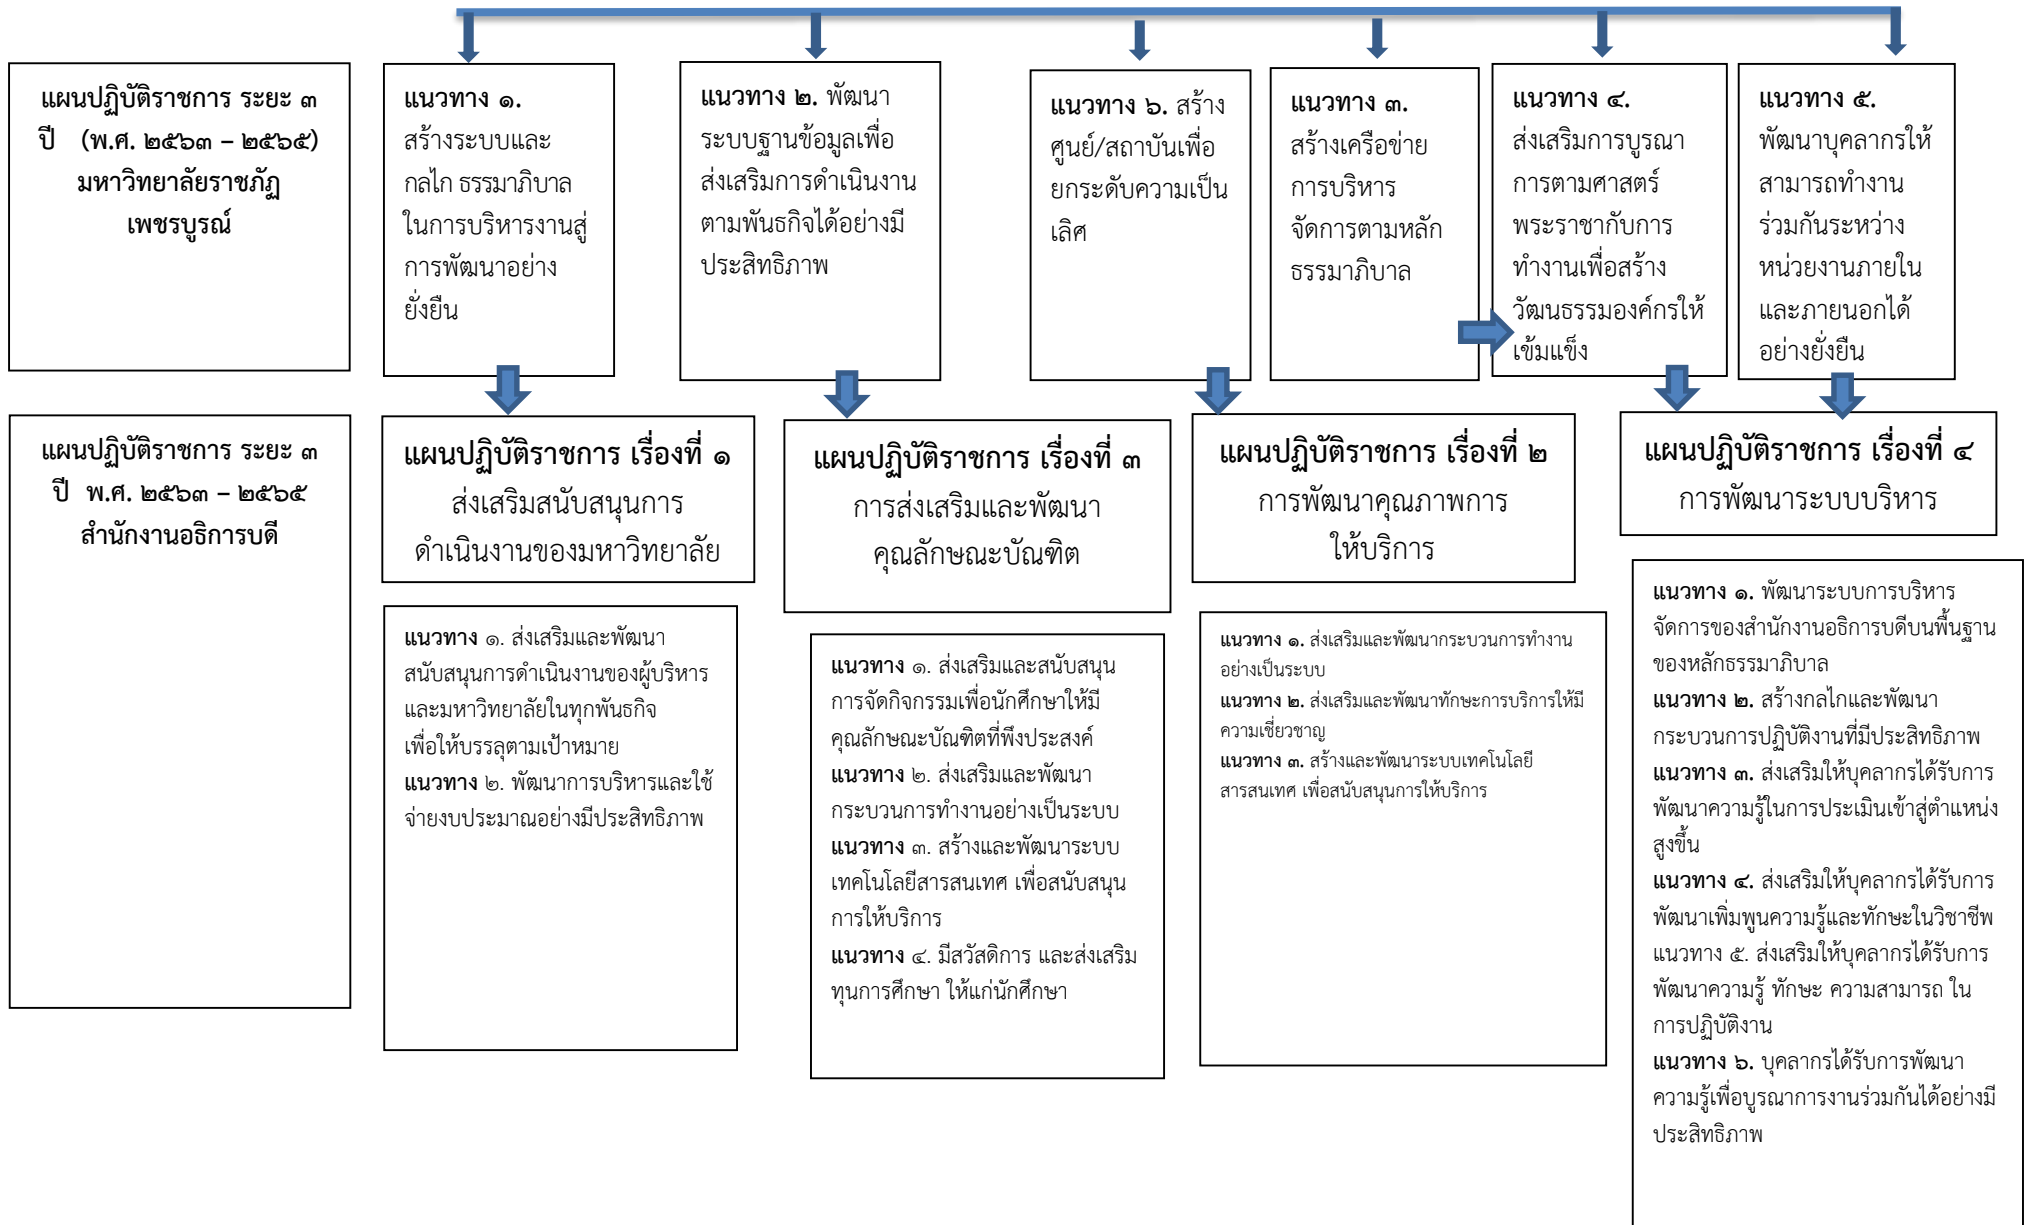 แผนปฏิบัติราชการ ระยะ ๓
ปี (พ.ศ. ๒๕๖๓ – ๒๕๖๕)
มหาวิทยาลัยราชภัฏ
เพชรบูรณ์
แนวทาง ๑.
สร้างระบบและ
กลไก ธรรมาภิบาล
ในการบริหารงานสู่
การพัฒนาอย่าง
ยั่งยืน
แนวทาง ๒. พัฒนา
ระบบฐานข้อมูลเพื่อ
ส่งเสริมการดำเนินงาน
ตามพันธกิจได้อย่างมี
ประสิทธิภาพ
แนวทาง ๖. สร้าง
ศูนย์/สถาบันเพื่อ
ยกระดับความเป็น
เลิศ
แนวทาง ๓.
สร้างเครือข่าย
การบริหาร
จัดการตามหลัก
ธรรมาภิบาล
แนวทาง ๔.
ส่งเสริมการบูรณา
การตามศาสตร์
พระราชากับการ
ทำงานเพื่อสร้าง
วัฒนธรรมองค์กรให้
เข้มแข็ง
แนวทาง ๕.
พัฒนาบุคลากรให้
สามารถทำงาน
ร่วมกันระหว่าง
หน่วยงานภายใน
และภายนอกได้
อย่างยั่งยืน
แผนปฏิบัติราชการ ระยะ ๓
ปี พ.ศ. ๒๕๖๓ – ๒๕๖๕
สำนักงานอธิการบดี
แผนปฏิบัติราชการ เรื่องที่ ๑
ส่งเสริมสนับสนุนการ
ดำเนินงานของมหาวิทยาลัย
แผนปฏิบัติราชการ เรื่องที่ ๓
การส่งเสริมและพัฒนา
คุณลักษณะบัณฑิต
แผนปฏิบัติราชการ เรื่องที่ ๒
การพัฒนาคุณภาพการ
ให้บริการ
แผนปฏิบัติราชการ เรื่องที่ ๔
การพัฒนาระบบบริหาร
แนวทาง ๑. ส่งเสริมและพัฒนา
สนับสนุนการดำเนินงานของผู้บริหาร
และมหาวิทยาลัยในทุกพันธกิจ
เพื่อให้บรรลุตามเป้าหมาย
แนวทาง ๒. พัฒนาการบริหารและใช้
จ่ายงบประมาณอย่างมีประสิทธิภาพ
แนวทาง ๑. ส่งเสริมและสนับสนุน
การจัดกิจกรรมเพื่อนักศึกษาให้มี
คุณลักษณะบัณฑิตที่พึงประสงค์
แนวทาง ๒. ส่งเสริมและพัฒนา
กระบวนการทำงานอย่างเป็นระบบ
แนวทาง ๓. สร้างและพัฒนาระบบ
เทคโนโลยีสารสนเทศ เพื่อสนับสนุน
การให้บริการ
แนวทาง ๔. มีสวัสดิการ และส่งเสริม
ทุนการศึกษา ให้แก่นักศึกษา
แนวทาง ๑. ส่งเสริมและพัฒนากระบวนการทำงาน
อย่างเป็นระบบ
แนวทาง ๒. ส่งเสริมและพัฒนาทักษะการบริการให้มี
ความเชี่ยวชาญ
แนวทาง ๓. สร้างและพัฒนาระบบเทคโนโลยี
สารสนเทศ เพื่อสนับสนุนการให้บริการ
แนวทาง ๑. พัฒนาระบบการบริหาร
จัดการของสำนักงานอธิการบดีบนพื้นฐาน
ของหลักธรรมาภิบาล
แนวทาง ๒. สร้างกลไกและพัฒนา
กระบวนการปฏิบัติงานที่มีประสิทธิภาพ
แนวทาง ๓. ส่งเสริมให้บุคลากรได้รับการ
พัฒนาความรู้ในการประเมินเข้าสู่ตำแหน่ง
สูงขึ้น
แนวทาง ๔. ส่งเสริมให้บุคลากรได้รับการ
พัฒนาเพิ่มพูนความรู้และทักษะในวิชาชีพ
แนวทาง ๕. ส่งเสริมให้บุคลากรได้รับการ
พัฒนาความรู้ ทักษะ ความสามารถ ใน
การปฏิบัติงาน
แนวทาง ๖. บุคลากรได้รับการพัฒนา
ความรู้เพื่อบูรณาการงานร่วมกันได้อย่างมี
ประสิทธิภาพ